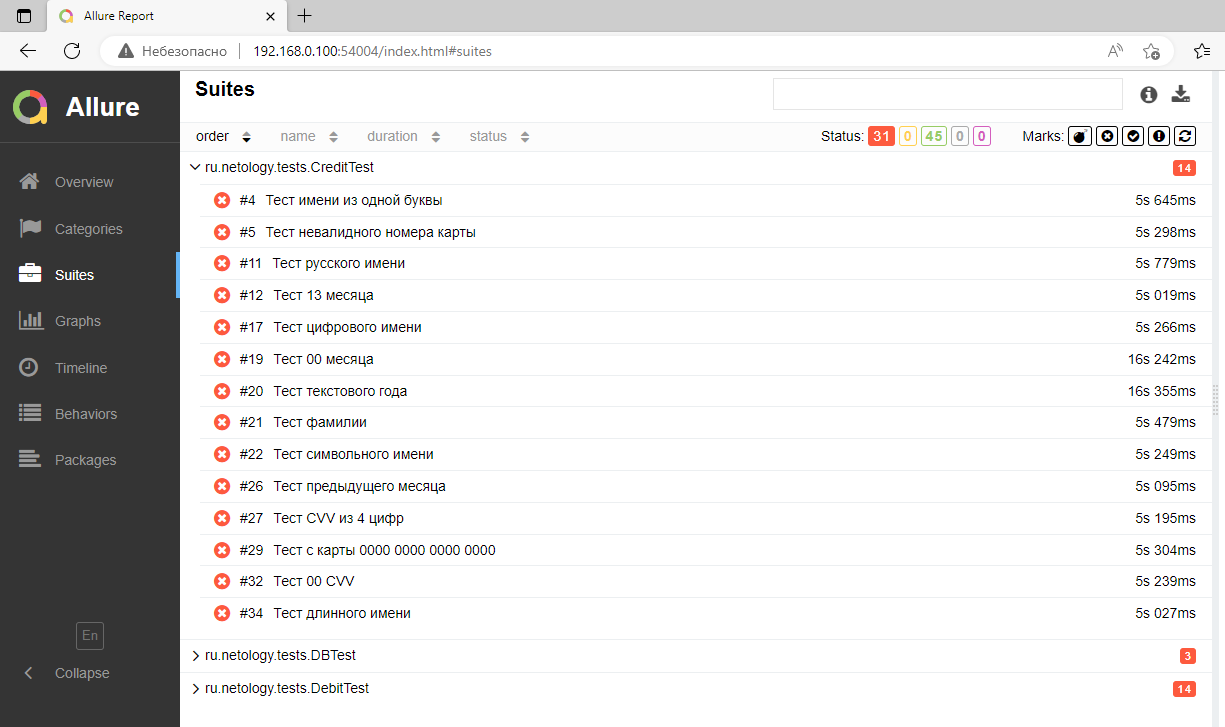 Allure Report
Небезопасно 192.168.0.100:54004/index.html#suites
Allure
Overview
Categories
Suites
Graphs
Timeline
Behaviors
Packages
En
Collapse
Suites
order name duration status Status: 31 0 45 0 0 Marks:
ru.netology.tests.CreditTest 14
#4 Тест имени из одной буквы 5s 645ms
#5 Тест невалидного номера карты 5s 298ms
#11 Тест русского имени 5s 779ms
#12 Тест 13 месяца 5s 019ms
#17 Тест цифрового имени 5s 266ms
#19 Тест 00 месяца 16s 242ms
#20 Тест текстового года 16s 355ms
#21 Тест фамилии 5s 479ms
#22 Тест символьного имени 5s 249ms
#26 Тест предыдущего месяца 5s 095ms
#27 Тест CVV из 4 цифр 5s 195ms
#29 Тест с карты 0000 0000 0000 0000 5s 304ms
#32 Тест 00 CVV 5s 239ms
#34 Тест длинного имени 5s 027ms
ru.netology.tests.DBTest 3
ru.netology.tests.DebitTest 14